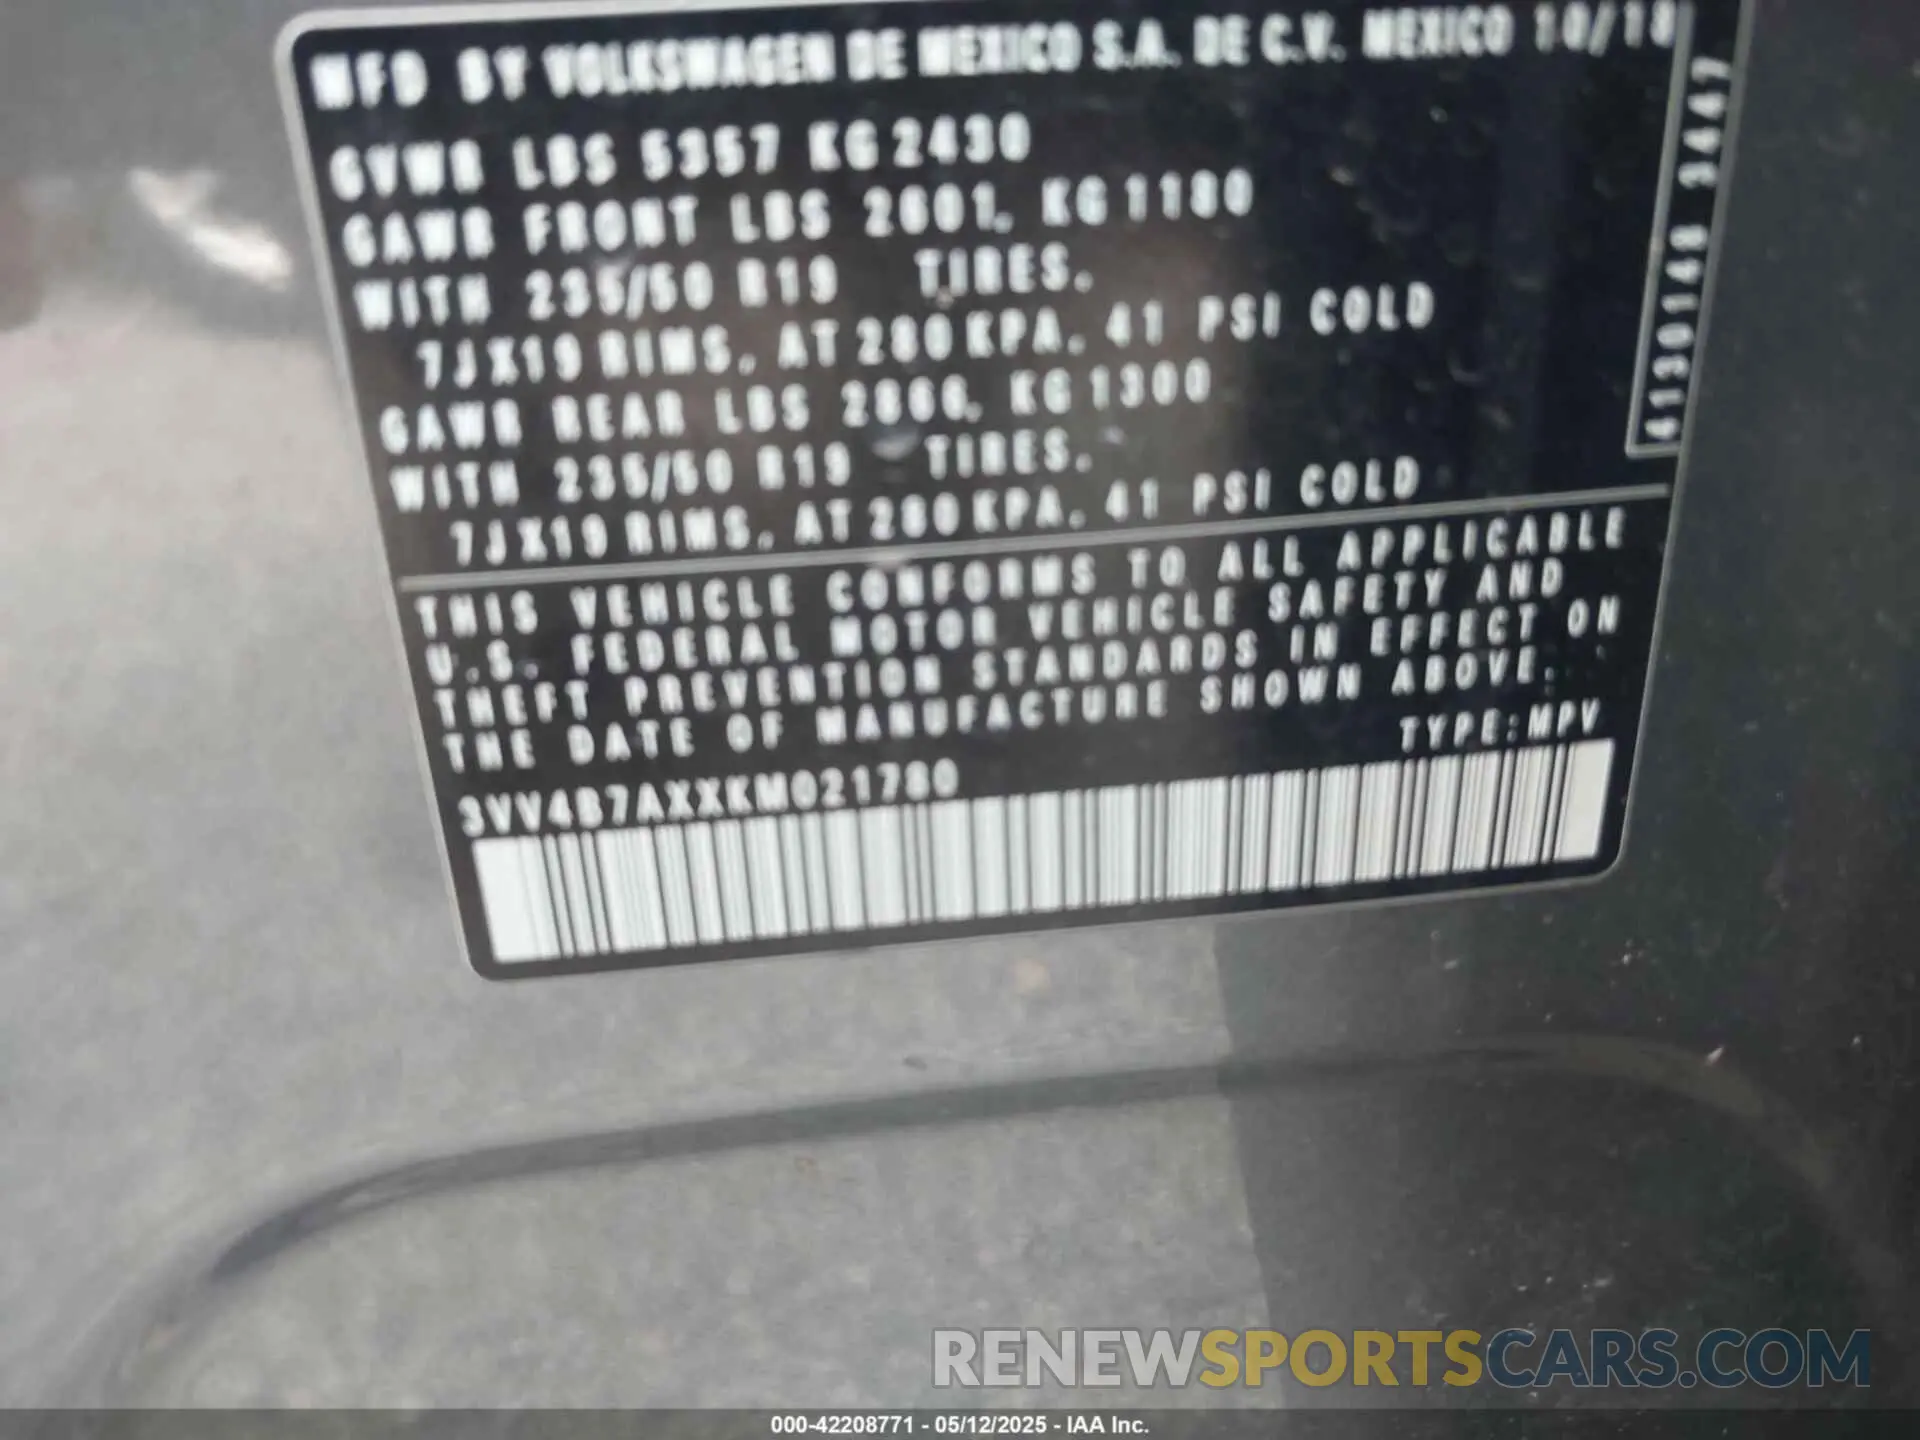 MFD BY VOLKSWAGEN DE MEXICO S.A. DE C.V. MEXICO 10/18
GVWR LBS 5357 KG 2430
GAWR FRONT LBS 2601, KG 1180
WITH 235/50 R19 TIRES,
7JX19 RIMS, AT 280 KPA, 41 PSI COLD
GAWR REAR LBS 2866, KG 1300
WITH 235/50 R19 TIRES,
7JX19 RIMS, AT 280 KPA, 41 PSI COLD
4130148 3447
THIS VEHICLE CONFORMS TO ALL APPLICABLE
U.S. FEDERAL MOTOR VEHICLE SAFETY AND
THEFT PREVENTION STANDARDS IN EFFECT ON
THE DATE OF MANUFACTURE SHOWN ABOVE.
TYPE:MPV
3VV4B7AXXKM021780
RENEWSPORTSCARS.COM
000-42208771 - 05/12/2025 - IAA Inc.